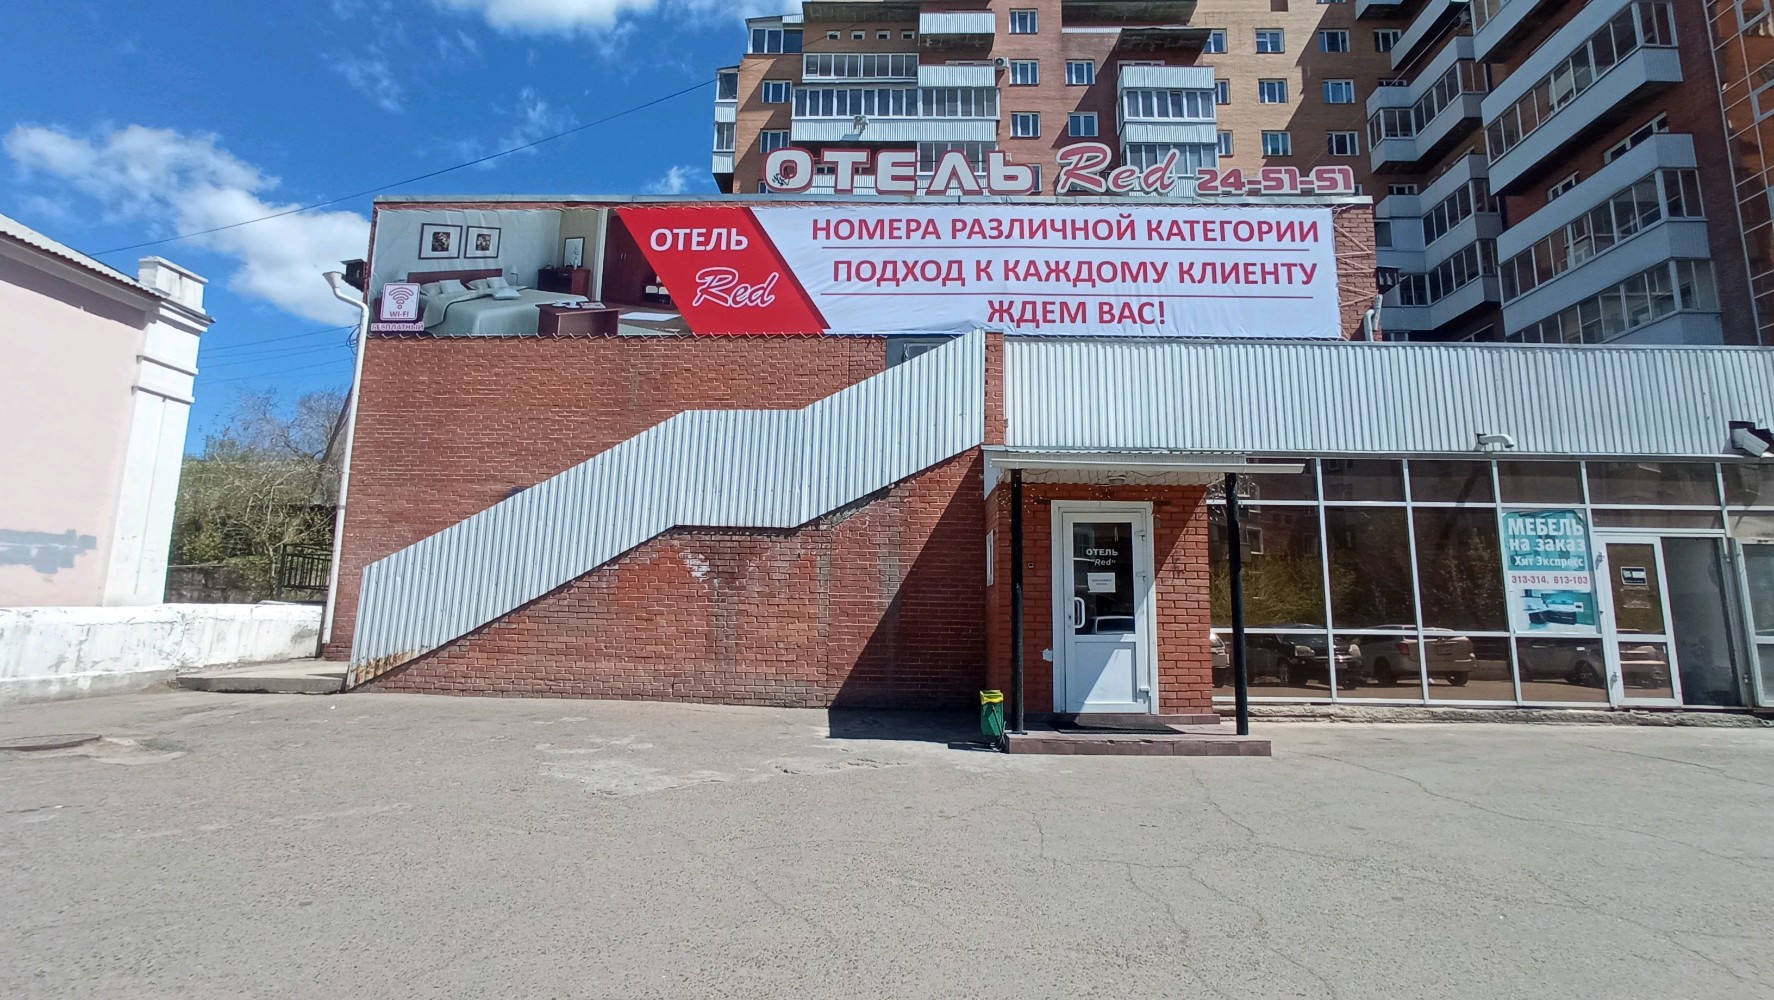 ОТЕЛЬ Red 24-51-51
ОТЕЛЬ
Red
НОМЕРА РАЗЛИЧНОЙ КАТЕГОРИИ
ПОДХОД К КАЖДОМУ КЛИЕНТУ
ЖДЕМ ВАС!
WI-FI
БЕСПЛАТНЫЙ
ОТЕЛЬ
"Red"
МЕБЕЛЬ
на заказ
Хит Экспресс
313-314, 613-103